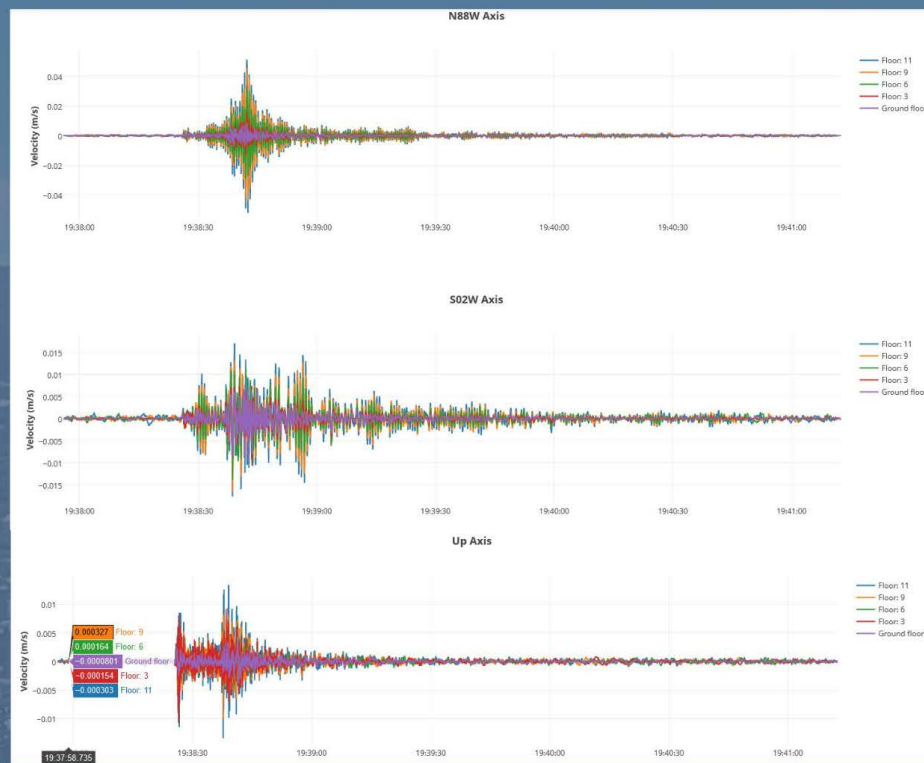 N88W Axis
Velocity (m/s)
0.04
0.02
0
−0.02
−0.04
19:38:00 19:38:30 19:39:00 19:39:30 19:40:00 19:40:30 19:41:00
Floor: 11
Floor: 9
Floor: 6
Floor: 3
Ground floor
S02W Axis
Velocity (m/s)
0.015
0.01
0.005
0
−0.005
−0.01
−0.015
19:38:00 19:38:30 19:39:00 19:39:30 19:40:00 19:40:30 19:41:00
Floor: 11
Floor: 9
Floor: 6
Floor: 3
Ground floor
Up Axis
Velocity (m/s)
0.01
0.005
0
−0.005
−0.01
0.000327 Floor: 9
0.000164 Floor: 6
−0.0000801 Ground floor
−0.000154 Floor: 3
−0.000303 Floor: 11
19:37:58.735
19:38:30 19:39:00 19:39:30 19:40:00 19:40:30 19:41:00
Floor: 11
Floor: 9
Floor: 6
Floor: 3
Ground floor